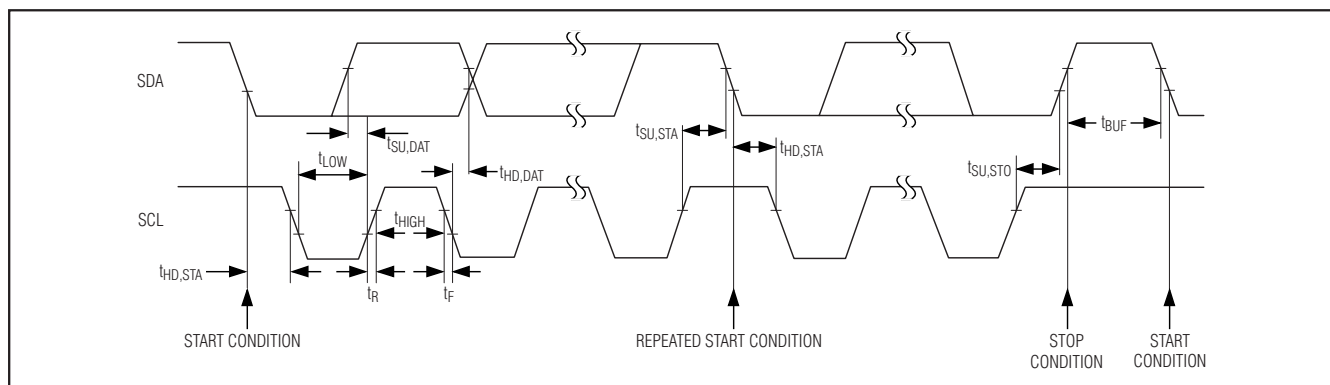 SDA
tSU,STA
tBUF
tSU,DAT
tHD,STA
tLOW
tHD,DAT
tSU,STO
SCL
tHIGH
tHD,STA
tR
tF
START CONDITION
REPEATED START CONDITION
STOP
CONDITION
START
CONDITION